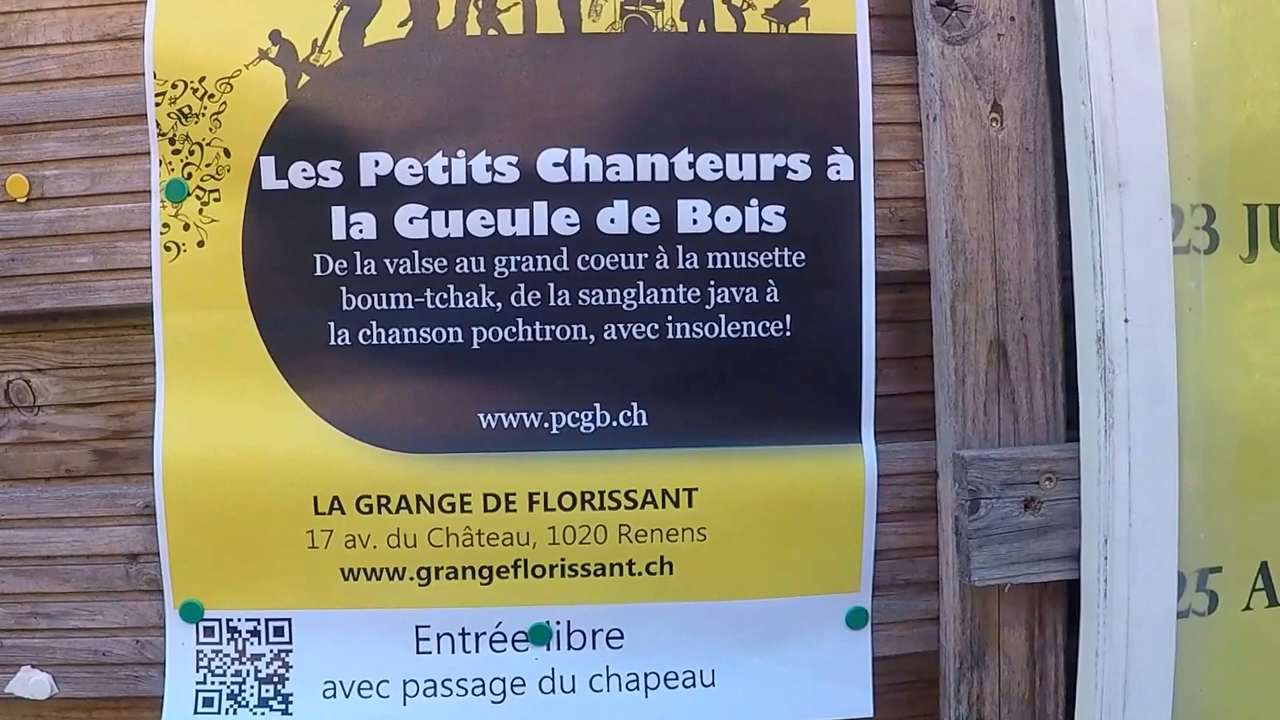 Les Petits Chanteurs à
la Gueule de Bois
De la valse au grand coeur à la musette
boum-tchak, de la sanglante java à
la chanson pochtron, avec insolence!
www.pcgb.ch
LA GRANGE DE FLORISSANT
17 av. du Château, 1020 Renens
www.grangeflorissant.ch
Entrée libre
avec passage du chapeau
23 JU
25 A